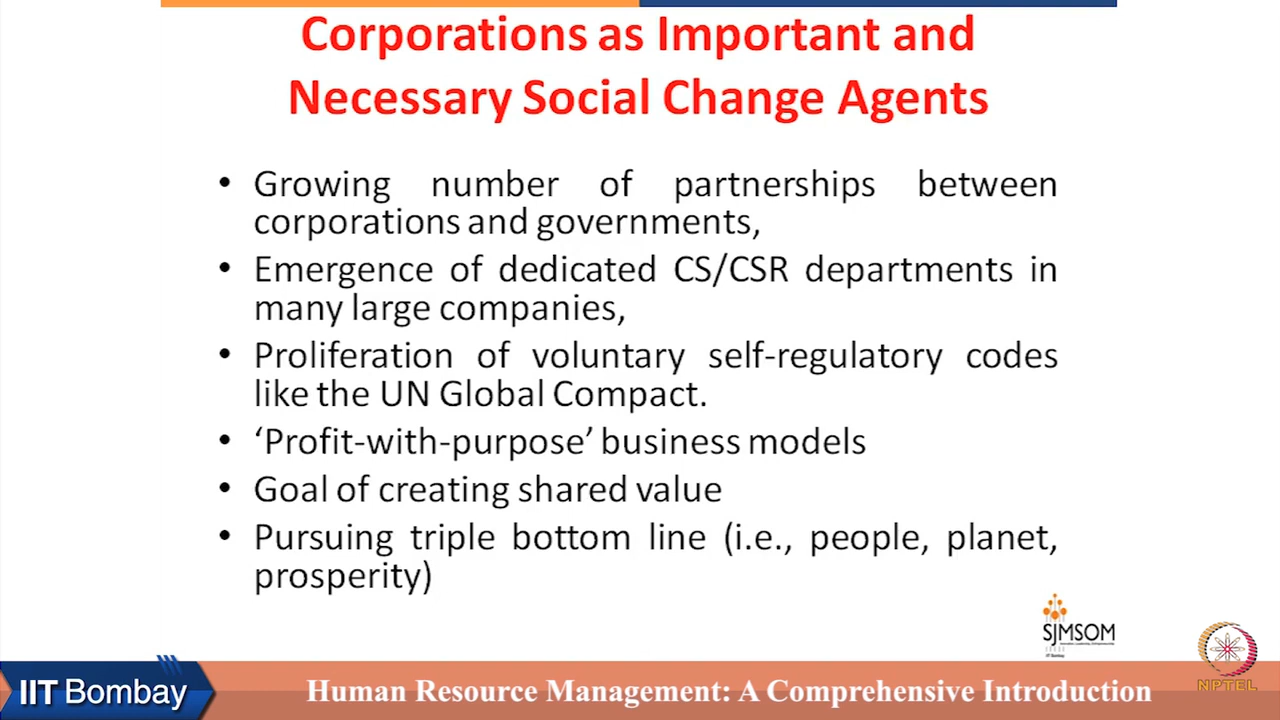 Corporations as Important and
Necessary Social Change Agents
• Growing number of partnerships between
corporations and governments,
• Emergence of dedicated CS/CSR departments in
many large companies,
• Proliferation of voluntary self-regulatory codes
like the UN Global Compact.
• ‘Profit-with-purpose’ business models
• Goal of creating shared value
• Pursuing triple bottom line (i.e., people, planet,
prosperity)
SJMSOM
IIT Bombay
IIT Bombay
Human Resource Management: A Comprehensive Introduction
NPTEL